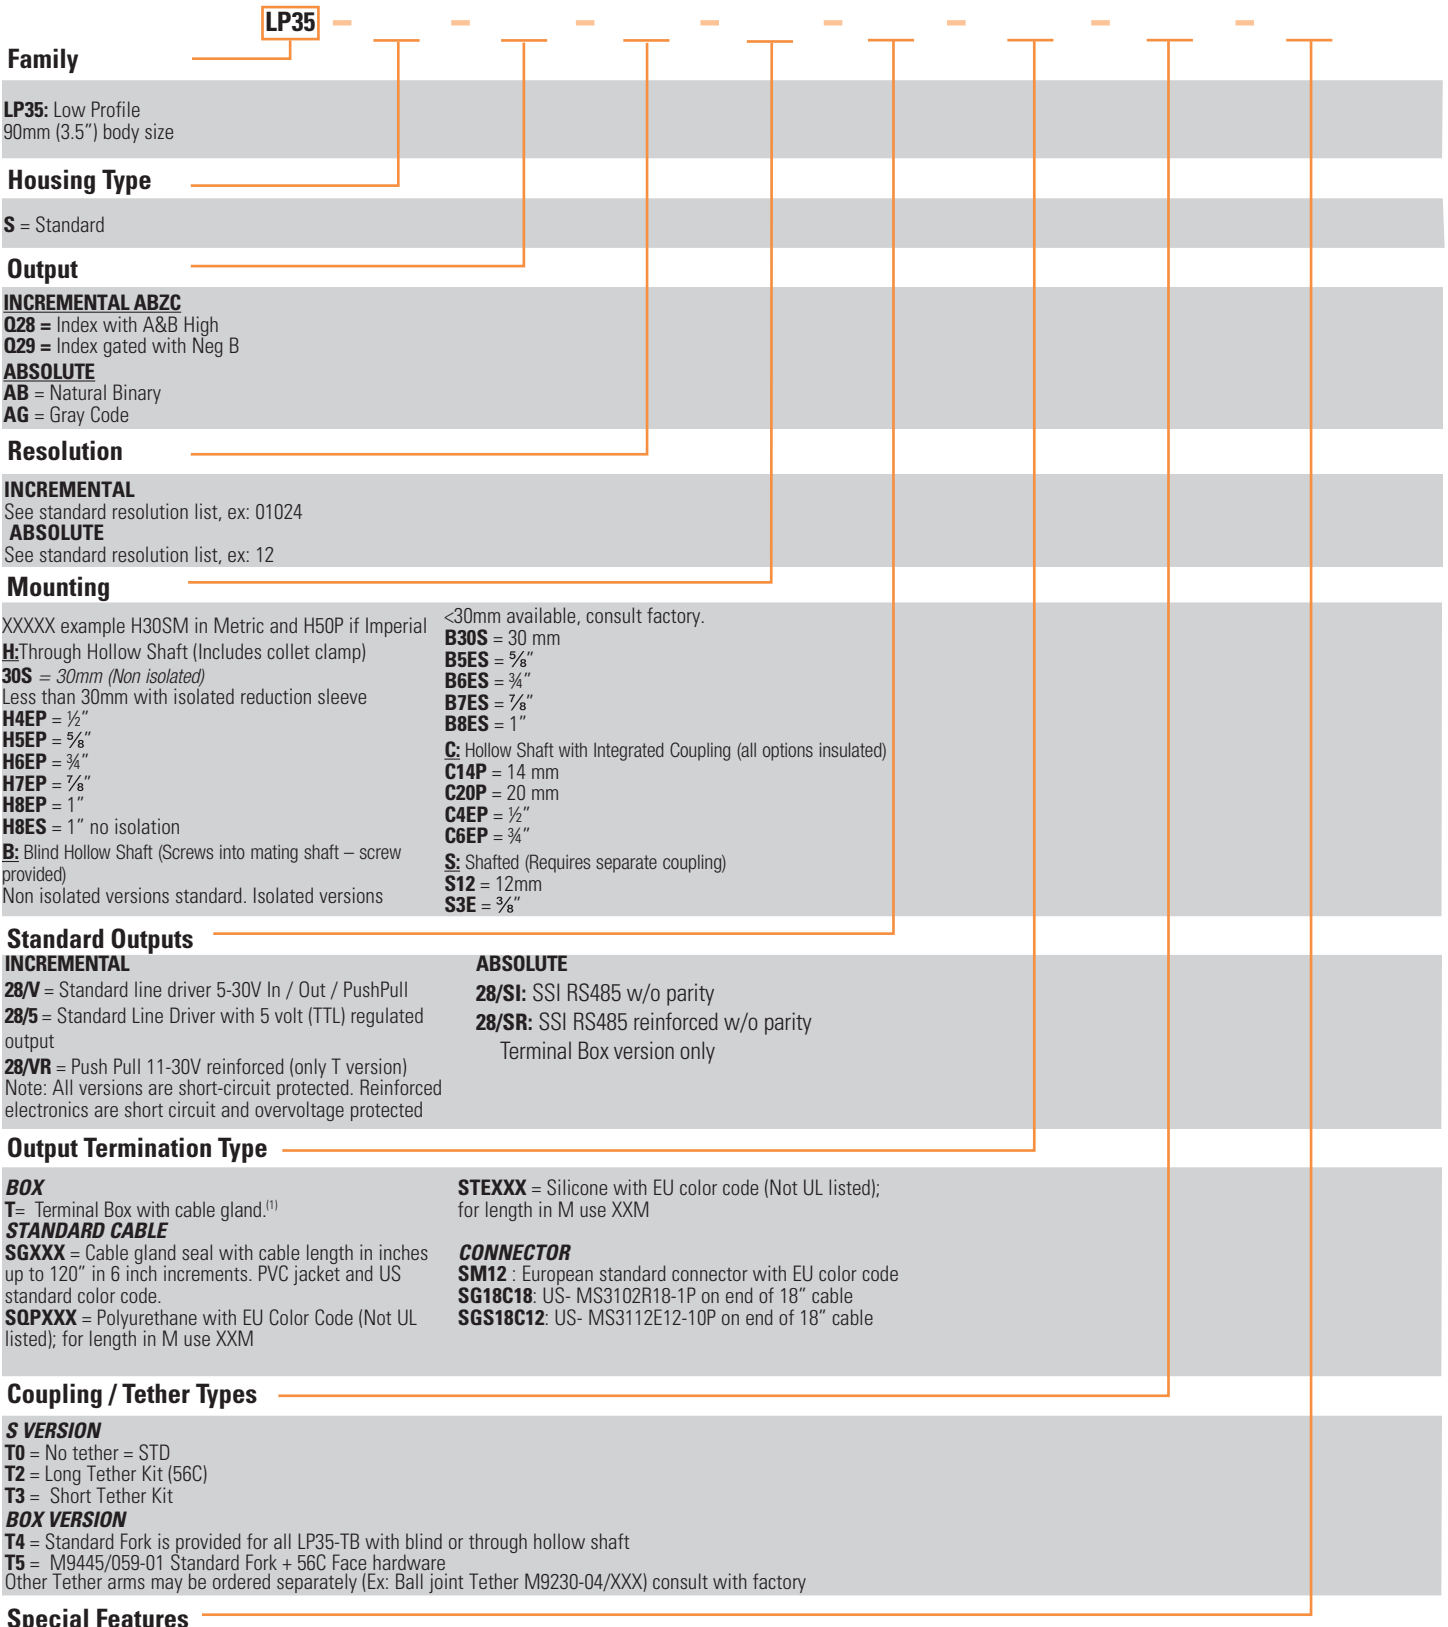 LP35
Family
LP35: Low Profile
90mm (3.5”) body size
Housing Type
S = Standard
Output
INCREMENTAL ABZC
Q28 = Index with A&B High
Q29 = Index gated with Neg B
ABSOLUTE
AB = Natural Binary
AG = Gray Code
Resolution
INCREMENTAL
See standard resolution list, ex: 01024
ABSOLUTE
See standard resolution list, ex: 12
Mounting
XXXXX example H30SM in Metric and H50P if Imperial
H:Through Hollow Shaft (Includes collet clamp)
30S = 30mm (Non isolated)
Less than 30mm with isolated reduction sleeve
H4EP = ½”
H5EP = ⅝”
H6EP = ¾”
H7EP = ⅞”
H8EP = 1”
H8ES = 1” no isolation
B: Blind Hollow Shaft (Screws into mating shaft – screw
provided)
Non isolated versions standard. Isolated versions
<30mm available, consult factory.
B30S = 30 mm
B5ES = ⅝”
B6ES = ¾”
B7ES = ⅞”
B8ES = 1”
C: Hollow Shaft with Integrated Coupling (all options insulated)
C14P = 14 mm
C20P = 20 mm
C4EP = ½”
C6EP = ¾”
S: Shafted (Requires separate coupling)
S12 = 12mm
S3E = ⅜”
Standard Outputs
INCREMENTAL
28/V = Standard line driver 5-30V In / Out / PushPull
28/5 = Standard Line Driver with 5 volt (TTL) regulated
output
28/VR = Push Pull 11-30V reinforced (only T version)
Note: All versions are short-circuit protected. Reinforced
electronics are short circuit and overvoltage protected
ABSOLUTE
28/SI: SSI RS485 w/o parity
28/SR: SSI RS485 reinforced w/o parity
Terminal Box version only
Output Termination Type
BOX
T= Terminal Box with cable gland.(1)
STANDARD CABLE
SGXXX = Cable gland seal with cable length in inches
up to 120” in 6 inch increments. PVC jacket and US
standard color code.
SQPXXX = Polyurethane with EU Color Code (Not UL
listed); for length in M use XXM
STEXXX = Silicone with EU color code (Not UL listed);
for length in M use XXM
CONNECTOR
SM12 : European standard connector with EU color code
SG18C18: US- MS3102R18-1P on end of 18” cable
SGS18C12: US- MS3112E12-10P on end of 18” cable
Coupling / Tether Types
S VERSION
T0 = No tether = STD
T2 = Long Tether Kit (56C)
T3 = Short Tether Kit
BOX VERSION
T4 = Standard Fork is provided for all LP35-TB with blind or through hollow shaft
T5 = M9445/059-01 Standard Fork + 56C Face hardware
Other Tether arms may be ordered separately (Ex: Ball joint Tether M9230-04/XXX) consult with factory
Special Features